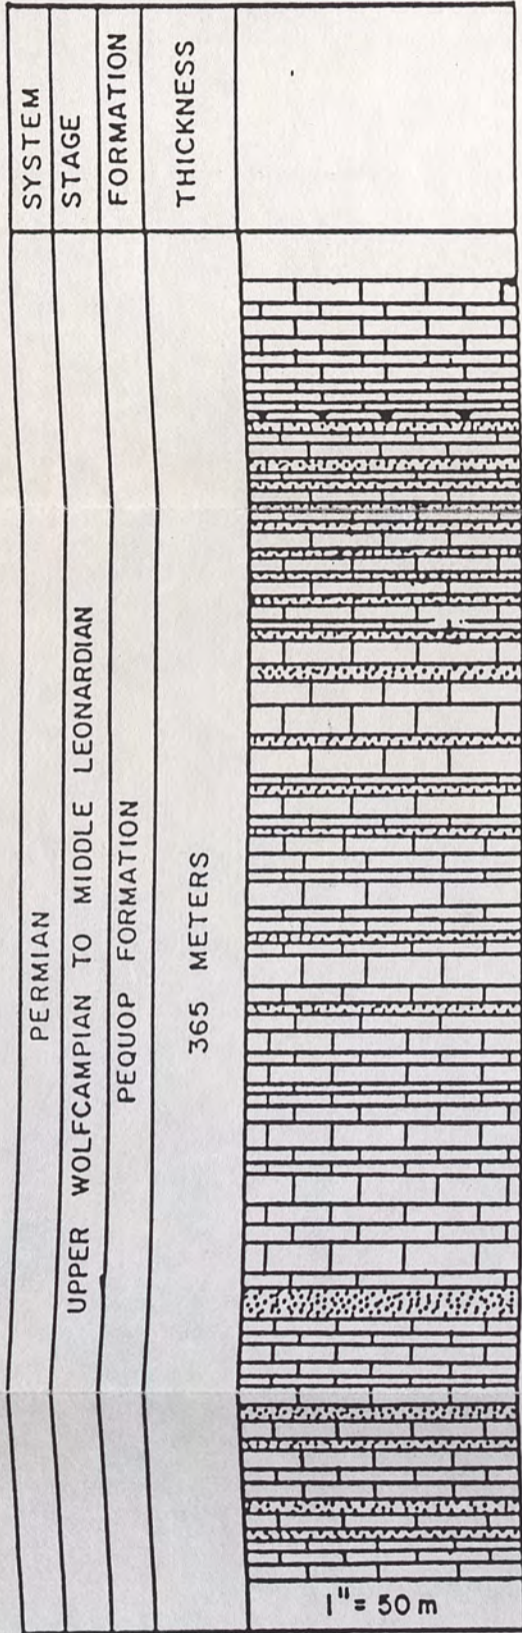 SYSTEM
STAGE
FORMATION
THICKNESS
PERMIAN
UPPER WOLFCAMPIAN TO MIDDLE LEONARDIAN
PEQUOP FORMATION
365 METERS
1" = 50 m